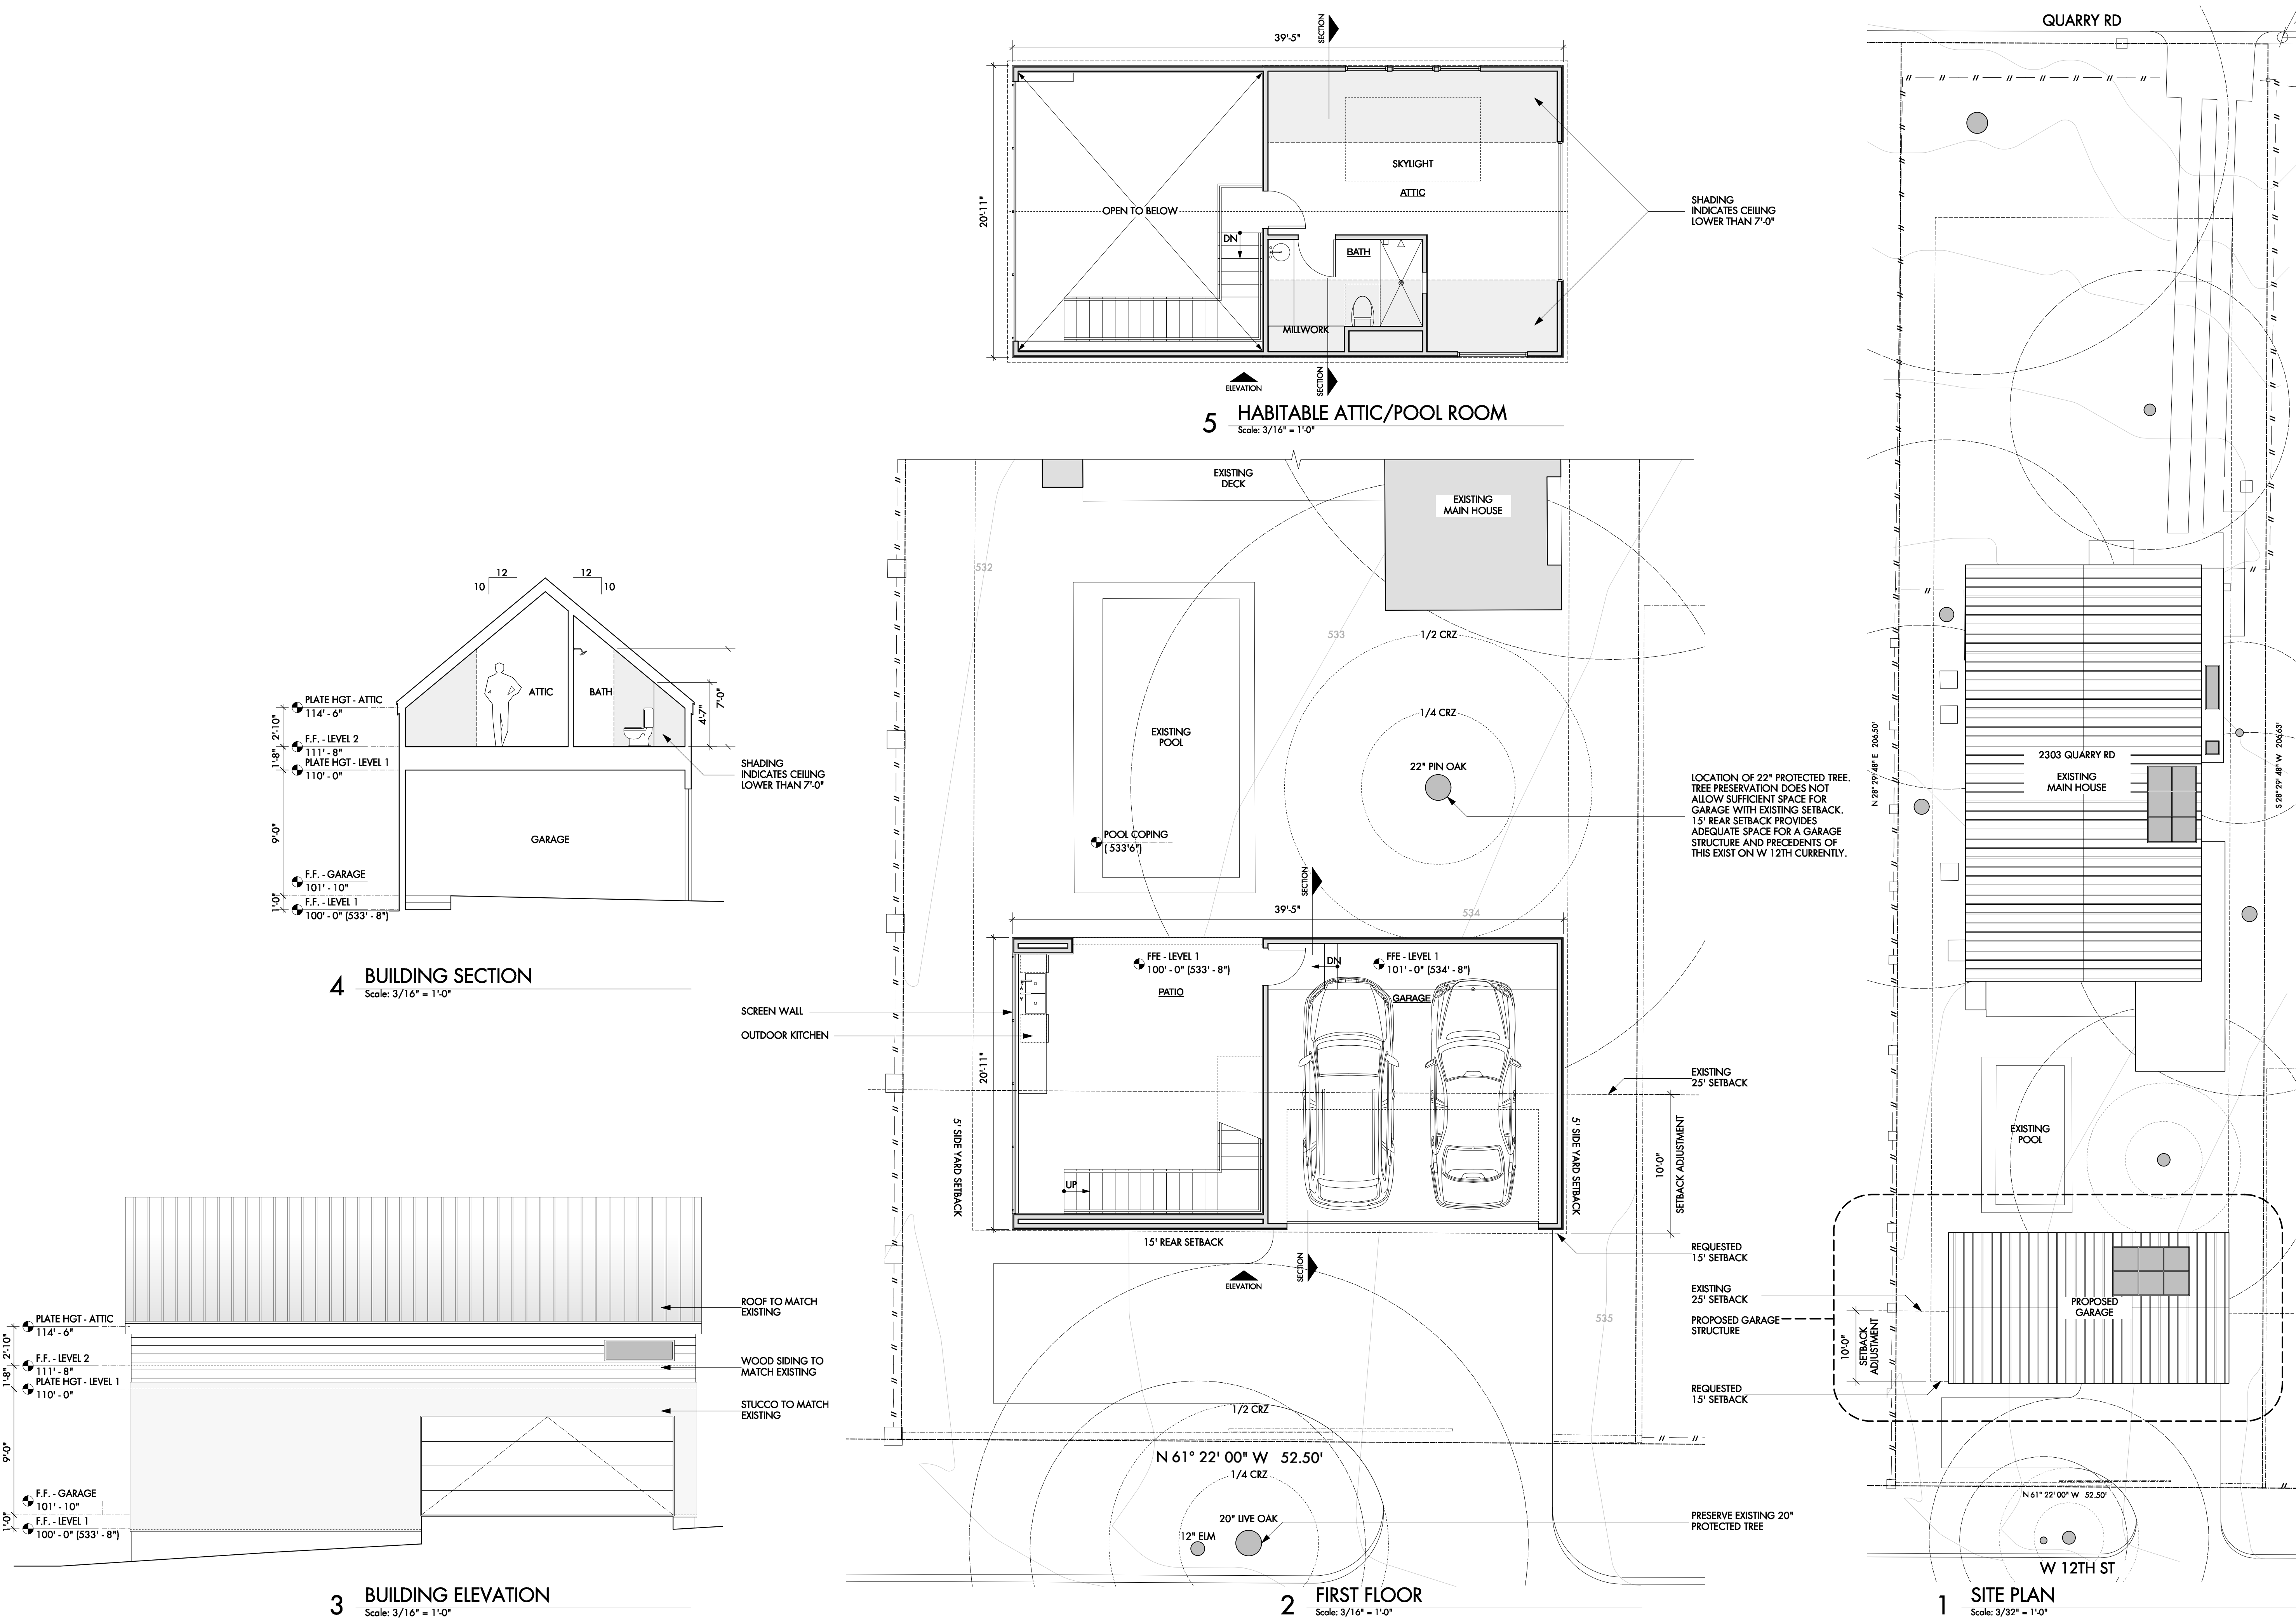 39'-5"
SECTION
20'-11"
OPEN TO BELOW
DN
SKYLIGHT
ATTIC
BATH
MILLWORK
SHADING
INDICATES CEILING
LOWER THAN 7'-0"
ELEVATION
SECTION
5 HABITABLE ATTIC/POOL ROOM
Scale: 3/16" = 1'-0"
12
10
12
10
ATTIC
BATH
GARAGE
PLATE HGT - ATTIC
114' - 6"
2'-10"
F.F. - LEVEL 2
111' - 8"
1'-8"
PLATE HGT - LEVEL 1
110' - 0"
9'-0"
F.F. - GARAGE
101' - 10"
1'-0"
F.F. - LEVEL 1
100' - 0" (533' - 8")
4'-7"
7'-0"
SHADING
INDICATES CEILING
LOWER THAN 7'-0"
4 BUILDING SECTION
Scale: 3/16" = 1'-0"
PLATE HGT - ATTIC
114' - 6"
2'-10"
F.F. - LEVEL 2
111' - 8"
1'-8"
PLATE HGT - LEVEL 1
110' - 0"
9'-0"
F.F. - GARAGE
101' - 10"
1'-0"
F.F. - LEVEL 1
100' - 0" (533' - 8")
ROOF TO MATCH
EXISTING
WOOD SIDING TO
MATCH EXISTING
STUCCO TO MATCH
EXISTING
3 BUILDING ELEVATION
Scale: 3/16" = 1'-0"
EXISTING
DECK
EXISTING
MAIN HOUSE
532
533
1/2 CRZ
1/4 CRZ
22" PIN OAK
EXISTING
POOL
POOL COPING
( 533'6")
LOCATION OF 22" PROTECTED TREE.
TREE PRESERVATION DOES NOT
ALLOW SUFFICIENT SPACE FOR
GARAGE WITH EXISTING SETBACK.
15' REAR SETBACK PROVIDES
ADEQUATE SPACE FOR A GARAGE
STRUCTURE AND PRECEDENTS OF
THIS EXIST ON W 12TH CURRENTLY.
SECTION
39'-5"
534
FFE - LEVEL 1
100' - 0" (533' - 8")
PATIO
DN
FFE - LEVEL 1
101' - 0" (534' - 8")
GARAGE
SCREEN WALL
OUTDOOR KITCHEN
20'-11"
EXISTING
25' SETBACK
5' SIDE YARD SETBACK
5' SIDE YARD SETBACK
10'-0"
SETBACK ADJUSTMENT
UP
15' REAR SETBACK
REQUESTED
15' SETBACK
ELEVATION
SECTION
535
1/2 CRZ
N 61° 22' 00" W 52.50'
1/4 CRZ
20" LIVE OAK
12" ELM
PRESERVE EXISTING 20"
PROTECTED TREE
2 FIRST FLOOR
Scale: 3/16" = 1'-0"
QUARRY RD
N 28° 29' 48" E 206.50'
S 28° 29' 48" W 206.63'
2303 QUARRY RD
EXISTING
MAIN HOUSE
EXISTING
POOL
EXISTING
25' SETBACK
PROPOSED GARAGE
STRUCTURE
PROPOSED
GARAGE
10'-0"
SETBACK
ADJUSTMENT
REQUESTED
15' SETBACK
N 61° 22' 00" W 52.50'
W 12TH ST
1 SITE PLAN
Scale: 3/32" = 1'-0"